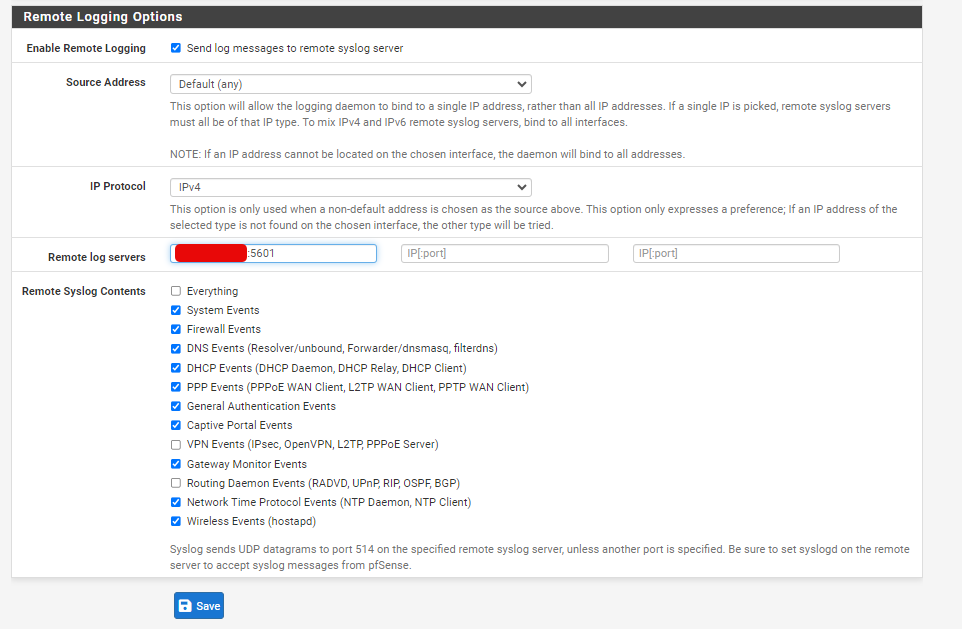 Remote Logging Options
Enable Remote Logging
Send log messages to remote syslog server
Source Address
Default (any)
This option will allow the logging daemon to bind to a single IP address, rather than all IP addresses. If a single IP is picked, remote syslog servers
must all be of that IP type. To mix IPv4 and IPv6 remote syslog servers, bind to all interfaces.
NOTE: If an IP address cannot be located on the chosen interface, the daemon will bind to all addresses.
IP Protocol
IPv4
This option is only used when a non-default address is chosen as the source above. This option only expresses a preference; If an IP address of the
selected type is not found on the chosen interface, the other type will be tried.
Remote log servers
:5601
IP[:port]
IP[:port]
Remote Syslog Contents
Everything
System Events
Firewall Events
DNS Events (Resolver/unbound, Forwarder/dnsmasq, filterdns)
DHCP Events (DHCP Daemon, DHCP Relay, DHCP Client)
PPP Events (PPPoE WAN Client, L2TP WAN Client, PPTP WAN Client)
General Authentication Events
Captive Portal Events
VPN Events (IPsec, OpenVPN, L2TP, PPPoE Server)
Gateway Monitor Events
Routing Daemon Events (RADVD, UPnP, RIP, OSPF, BGP)
Network Time Protocol Events (NTP Daemon, NTP Client)
Wireless Events (hostapd)
Syslog sends UDP datagrams to port 514 on the specified remote syslog server, unless another port is specified. Be sure to set syslogd on the remote
server to accept syslog messages from pfSense.
Save